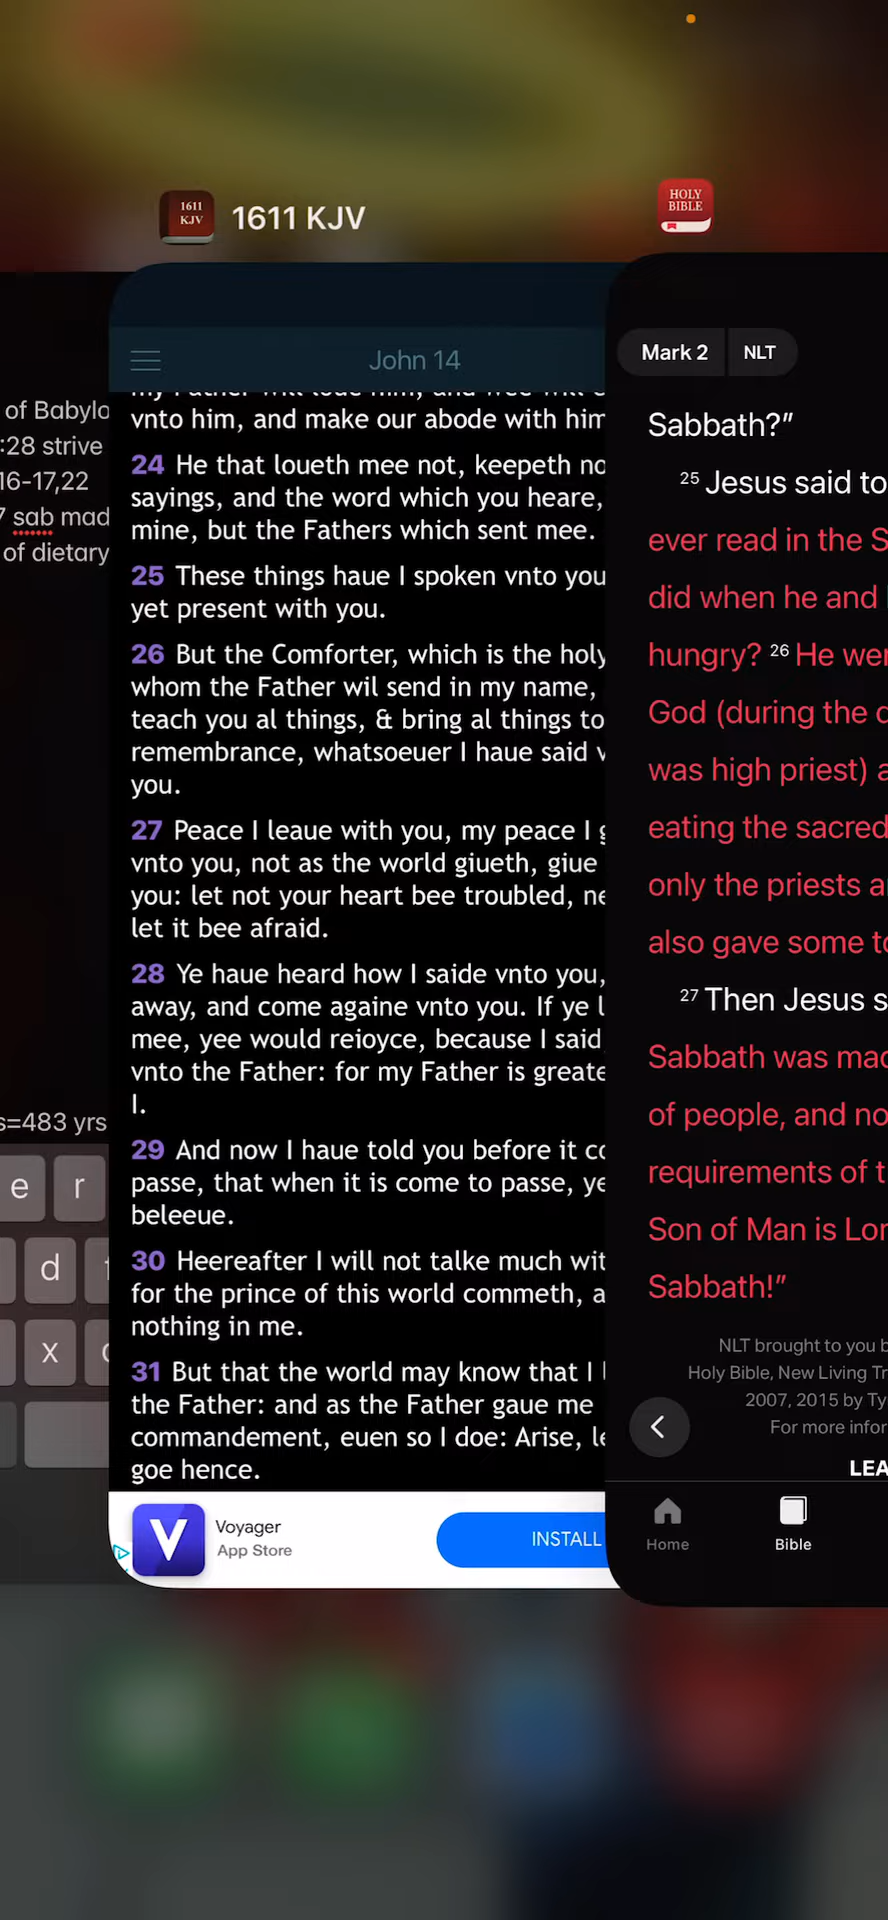 1611
KJV
1611 KJV
HOLY
BIBLE
of Babylo
:28 strive
16-17,22
7 sab mad
of dietary
s=483 yrs
e r
d
x
John 14
vnto him, and make our abode with him
24 He that loueth mee not, keepeth no
sayings, and the word which you heare,
mine, but the Fathers which sent mee.
25 These things haue I spoken vnto you
yet present with you.
26 But the Comforter, which is the holy
whom the Father wil send in my name,
teach you al things, & bring al things to
remembrance, whatsoeuer I haue said v
you.
27 Peace I leaue with you, my peace I g
vnto you, not as the world giueth, giue
you: let not your heart bee troubled, ne
let it bee afraid.
28 Ye haue heard how I saide vnto you,
away, and come againe vnto you. If ye l
mee, yee would reioyce, because I said
vnto the Father: for my Father is greate
I.
29 And now I haue told you before it co
passe, that when it is come to passe, ye
beleeue.
30 Heereafter I will not talke much wit
for the prince of this world commeth, a
nothing in me.
31 But that the world may know that I l
the Father: and as the Father gaue me
commandement, euen so I doe: Arise, le
goe hence.
V
Voyager
App Store
INSTALL
Mark 2 NLT
Sabbath?”
25 Jesus said to
ever read in the S
did when he and
hungry? 26 He wer
God (during the d
was high priest) a
eating the sacred
only the priests a
also gave some to
27 Then Jesus s
Sabbath was mad
of people, and no
requirements of t
Son of Man is Lor
Sabbath!”
NLT brought to you b
Holy Bible, New Living Tr
2007, 2015 by Ty
For more infor
LEA
Home
Bible